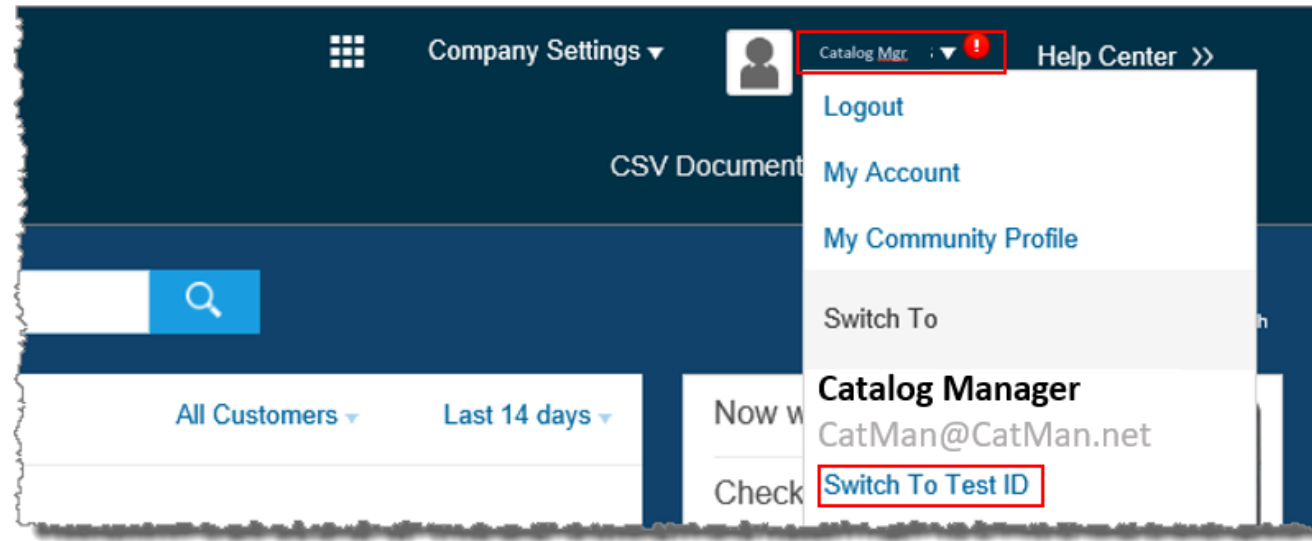 Company Settings
Catalog Mgr.
Help Center >>
Logout
CSV Document
My Account
My Community Profile
Switch To
h
Catalog Manager
All Customers
Last 14 days
Now w
CatMan@CatMan.net
Check
Switch To Test ID